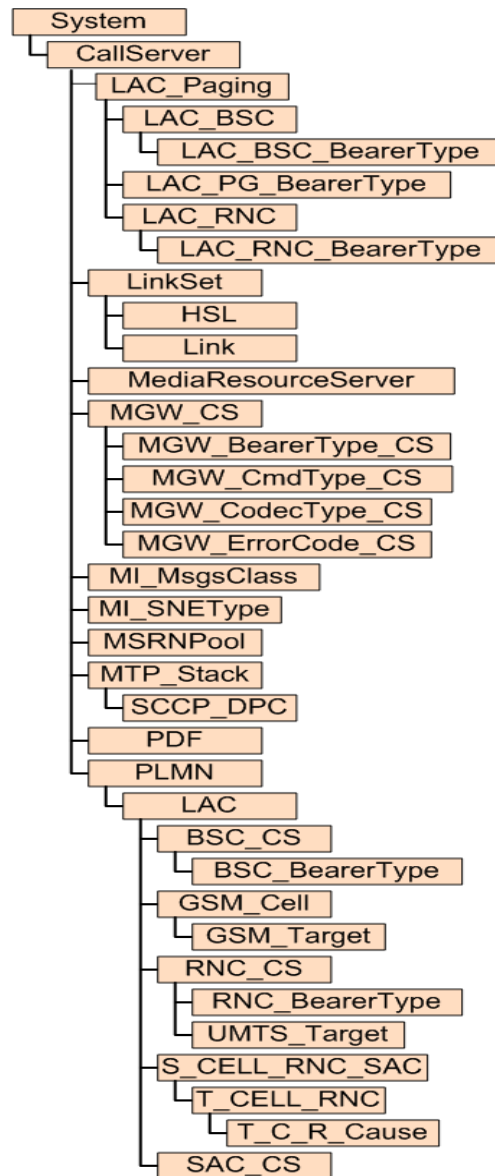 System
CallServer
LAC_Paging
LAC_BSC
LAC_BSC_BearerType
LAC_PG_BearerType
LAC_RNC
LAC_RNC_BearerType
LinkSet
HSL
Link
MediaResourceServer
MGW_CS
MGW_BearerType_CS
MGW_CmdType_CS
MGW_CodecType_CS
MGW_ErrorCode_CS
MI_MsgsClass
MI_SNEType
MSRNPool
MTP_Stack
SCCP_DPC
PDF
PLMN
LAC
BSC_CS
BSC_BearerType
GSM_Cell
GSM_Target
RNC_CS
RNC_BearerType
UMTS_Target
S_CELL_RNC_SAC
T_CELL_RNC
T_C_R_Cause
SAC_CS